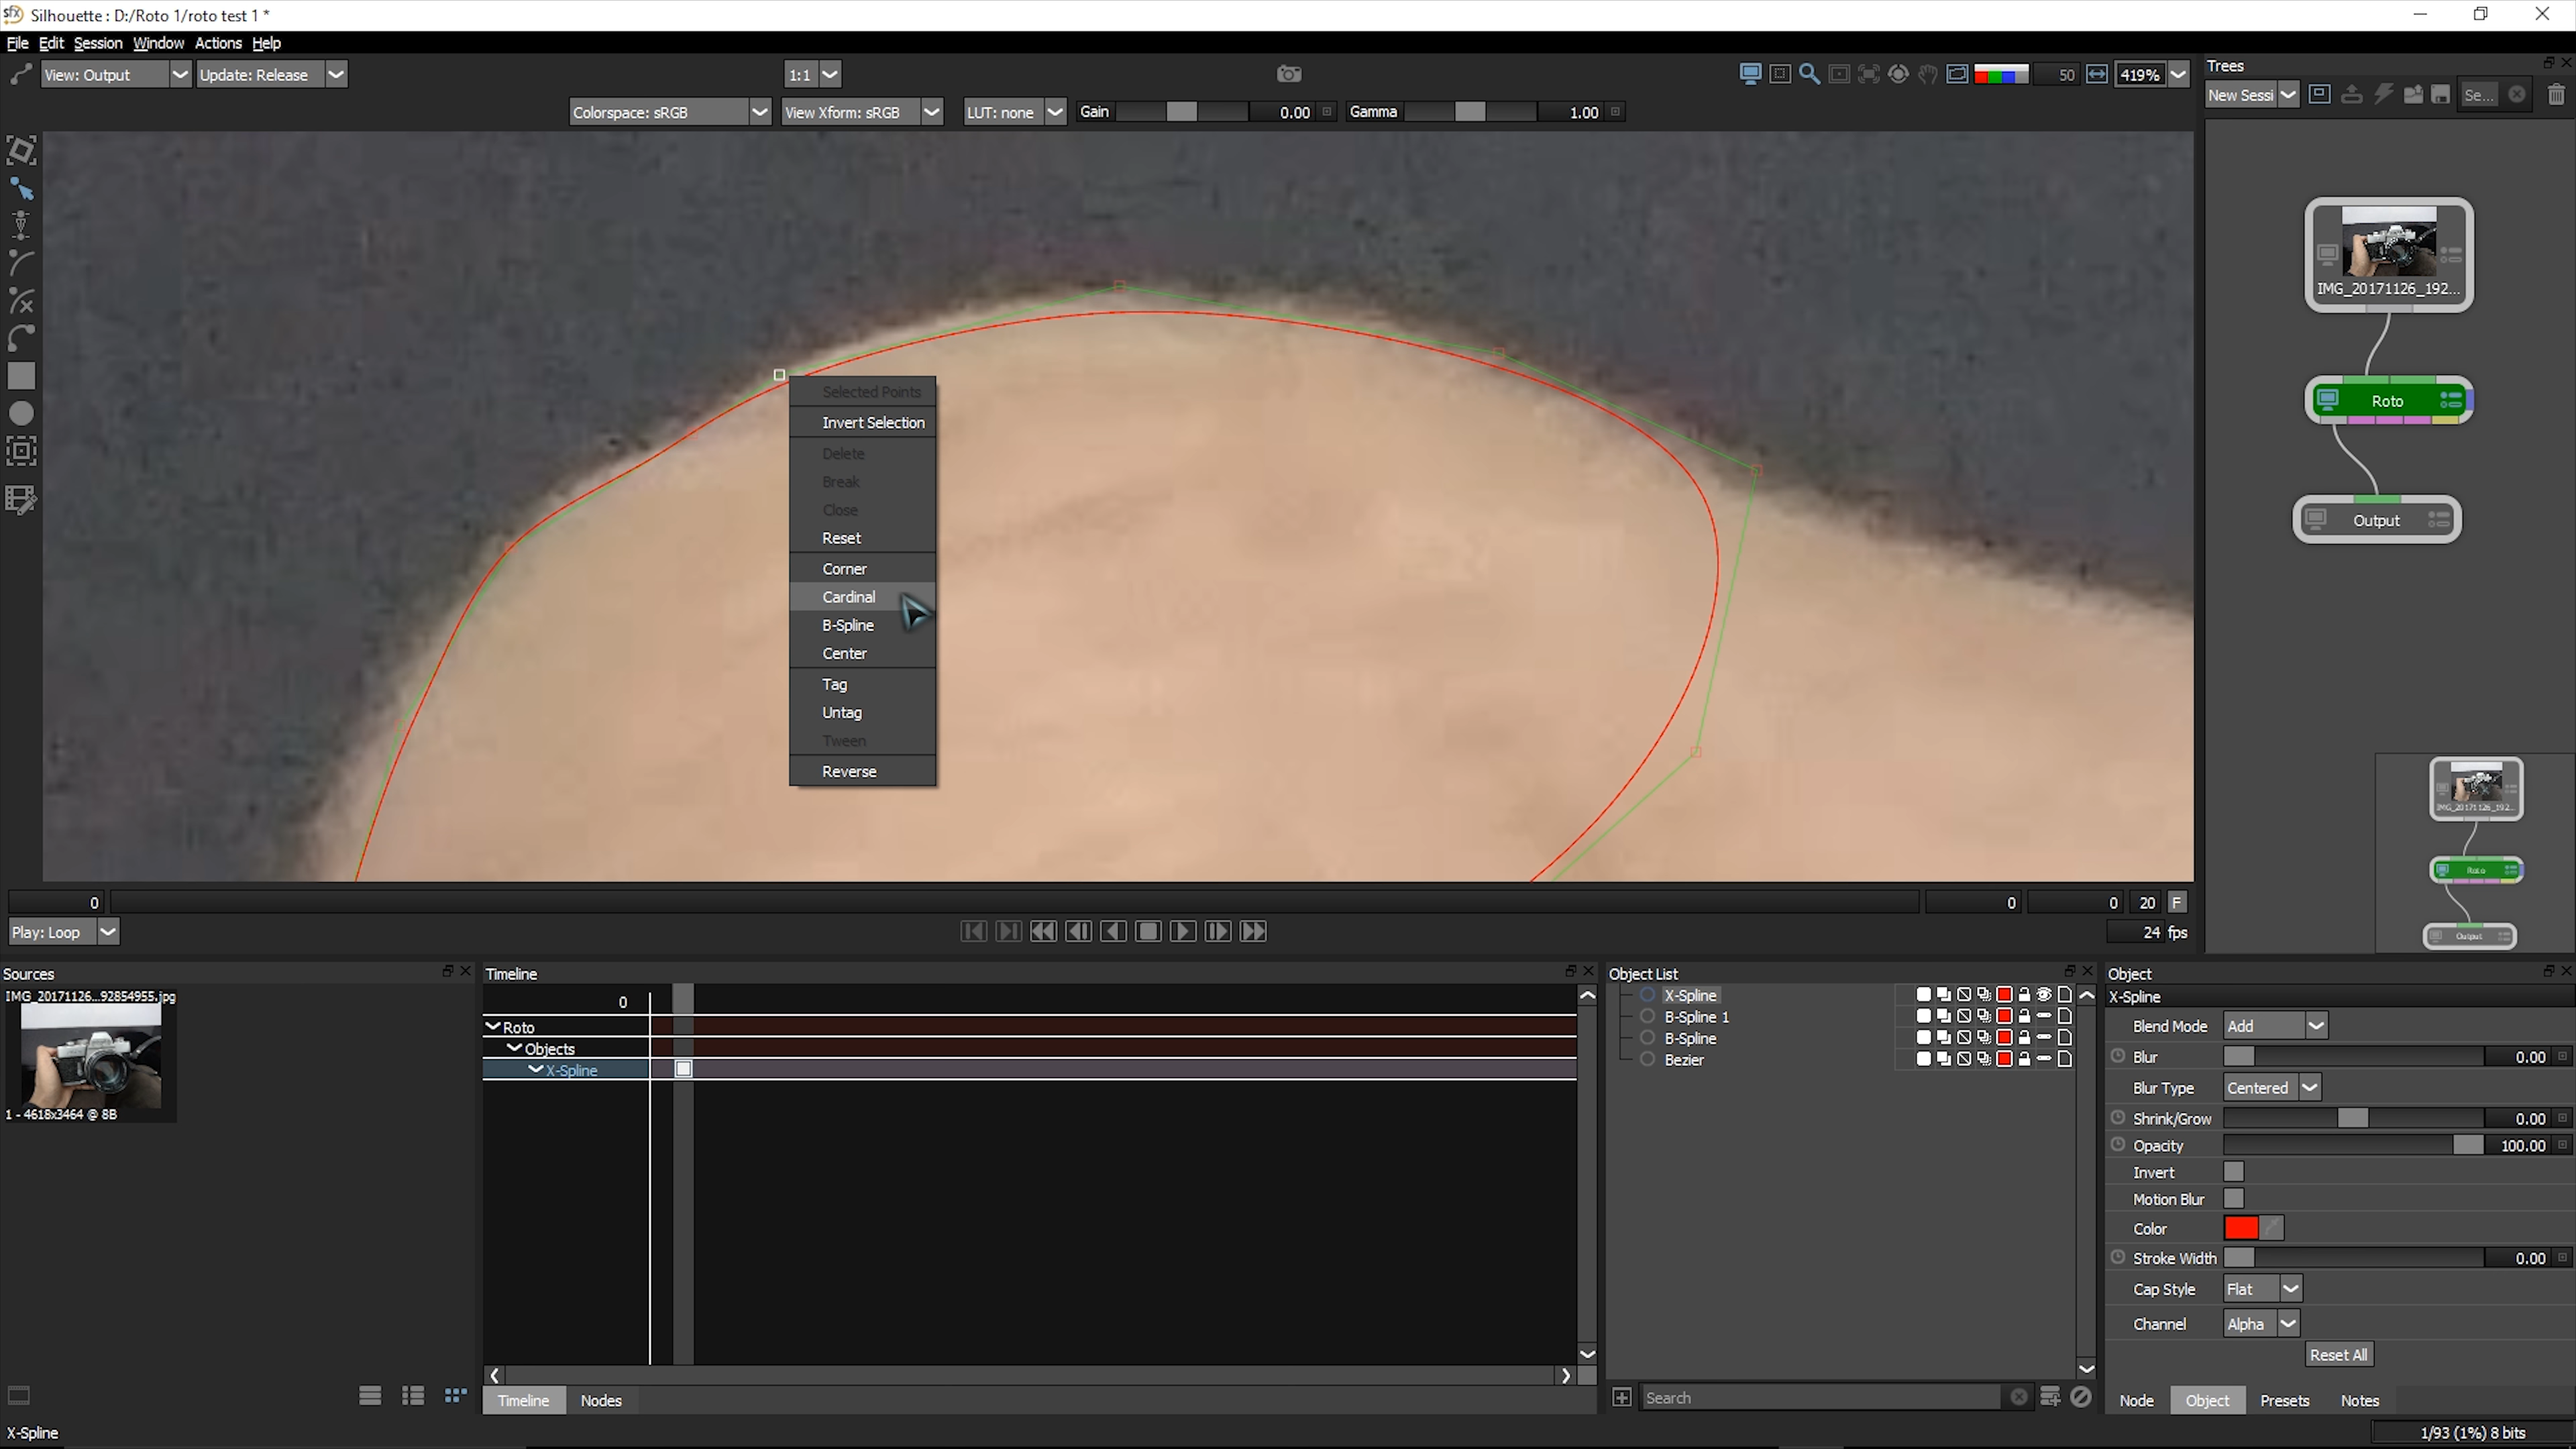 Silhouette : D:/Roto 1/roto test 1 *
File Edit Session Window Actions Help
View: Output Update: Release 1:1 50 419%
Colorspace: sRGB View Xform: sRGB LUT: none Gain 0.00 Gamma 1.00
Trees
New Sessi Se...
IMG_20171126_192...
Roto
Output
Selected Points
Invert Selection
Delete
Break
Close
Reset
Corner
Cardinal
B-Spline
Center
Tag
Untag
Tween
Reverse
IMG_20171126_192...
Roto
Output
0 0 0 20 F
Play: Loop 24 fps
Sources
IMG_20171126...92854955.jpg
1 - 4618x3464 @ 8B
Timeline
0
Roto
Objects
X-Spline
Timeline Nodes
Object List
X-Spline
B-Spline 1
B-Spline
Bezier
Search
Object
X-Spline
Blend Mode Add
Blur 0.00
Blur Type Centered
Shrink/Grow 0.00
Opacity 100.00
Invert
Motion Blur
Color
Stroke Width 0.00
Cap Style Flat
Channel Alpha
Reset All
Node Object Presets Notes
X-Spline 1/93 (1%) 8 bits